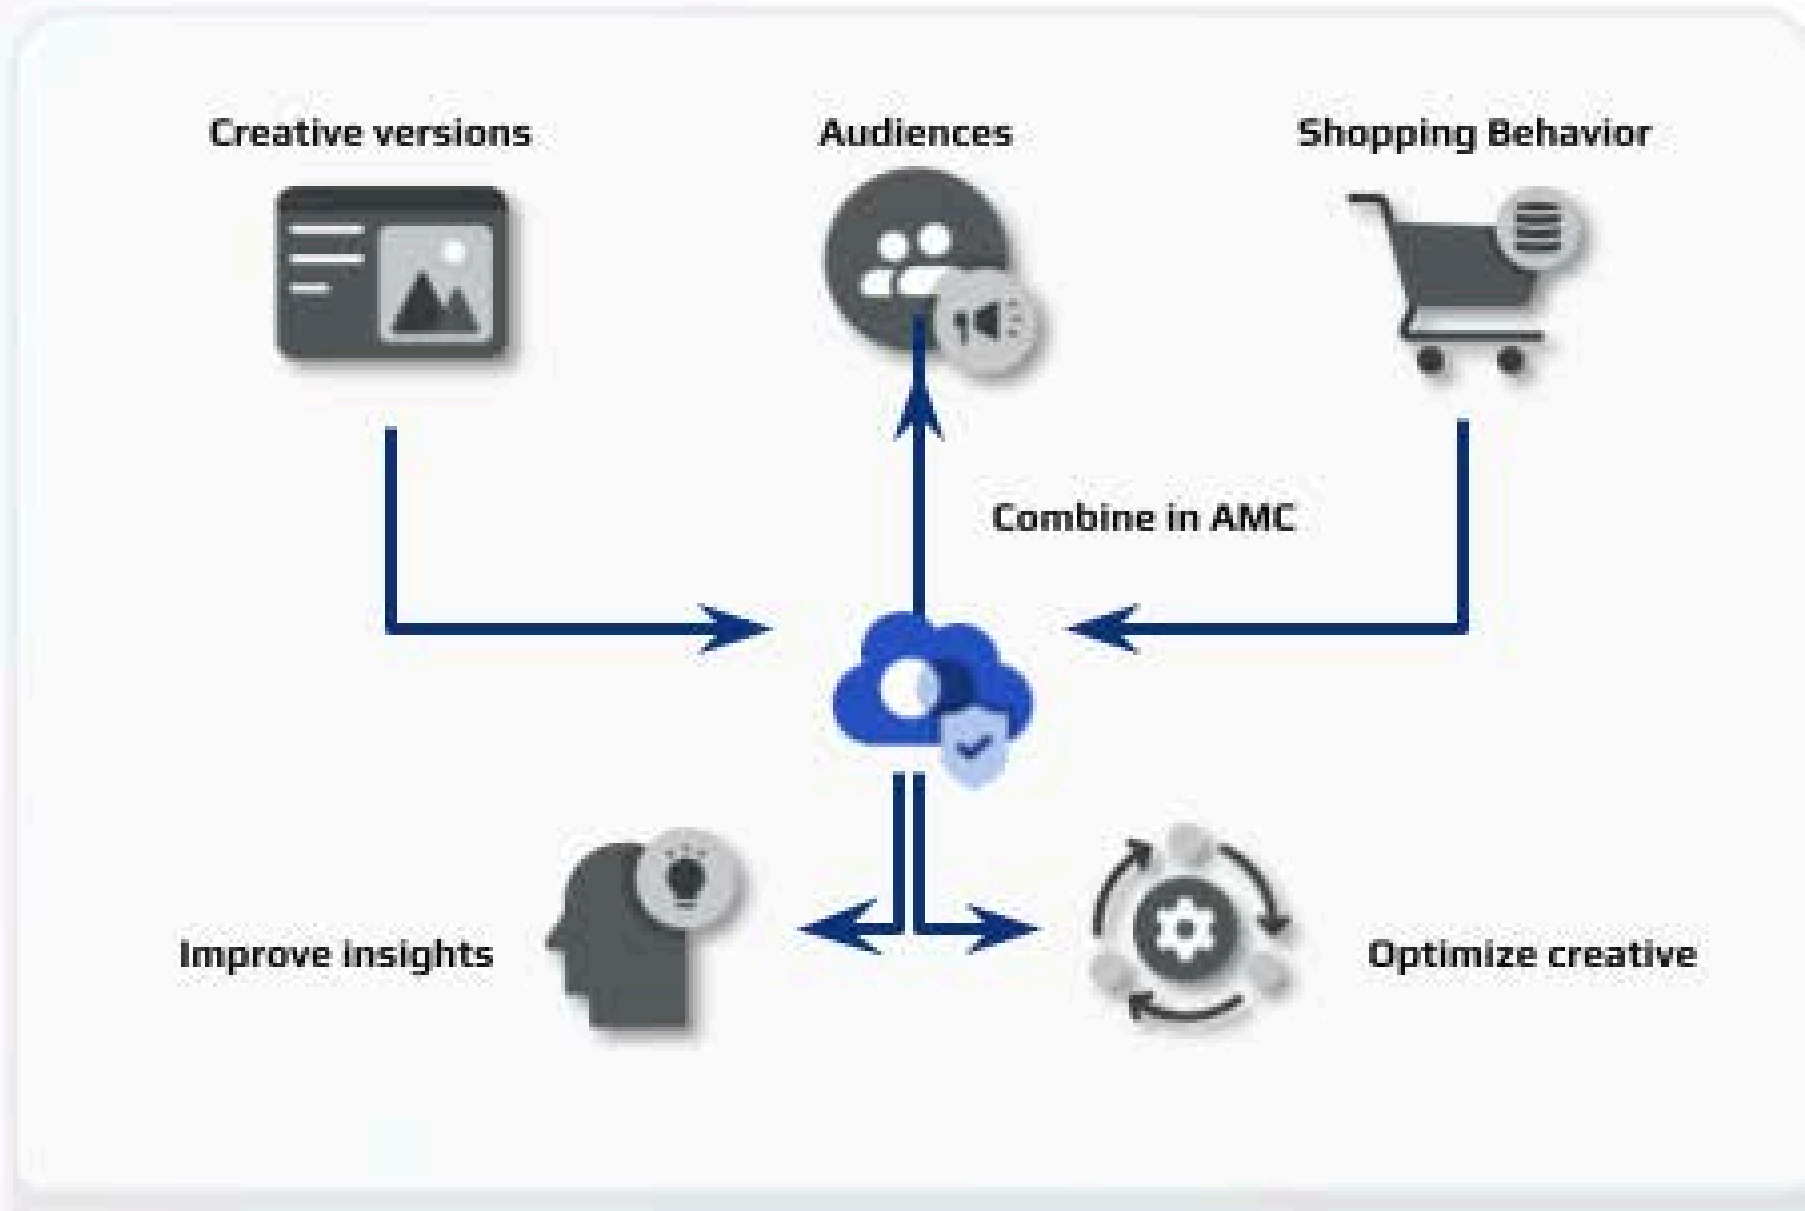 Creative versions
Audiences
Shopping Behavior
Combine in AMC
Improve insights
Optimize creative